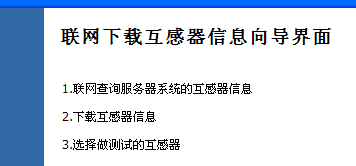 联网下载互感器信息向导界面
1.联网查询服务器系统的互感器信息
2.下载互感器信息
3.选择做测试的互感器